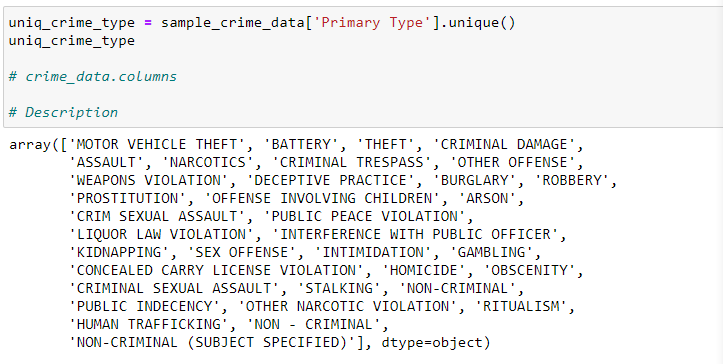 uniq_crime_type = sample_crime_data['Primary Type'].unique()
uniq_crime_type
# crime_data.columns
# Description
array(['MOTOR VEHICLE THEFT', 'BATTERY', 'THEFT', 'CRIMINAL DAMAGE',
'ASSAULT', 'NARCOTICS', 'CRIMINAL TRESPASS', 'OTHER OFFENSE',
'WEAPONS VIOLATION', 'DECEPTIVE PRACTICE', 'BURGLARY', 'ROBBERY',
'PROSTITUTION', 'OFFENSE INVOLVING CHILDREN', 'ARSON',
'CRIM SEXUAL ASSAULT', 'PUBLIC PEACE VIOLATION',
'LIQUOR LAW VIOLATION', 'INTERFERENCE WITH PUBLIC OFFICER',
'KIDNAPPING', 'SEX OFFENSE', 'INTIMIDATION', 'GAMBLING',
'CONCEALED CARRY LICENSE VIOLATION', 'HOMICIDE', 'OBSCENITY',
'CRIMINAL SEXUAL ASSAULT', 'STALKING', 'NON-CRIMINAL',
'PUBLIC INDECENCY', 'OTHER NARCOTIC VIOLATION', 'RITUALISM',
'HUMAN TRAFFICKING', 'NON - CRIMINAL',
'NON-CRIMINAL (SUBJECT SPECIFIED)'], dtype=object)